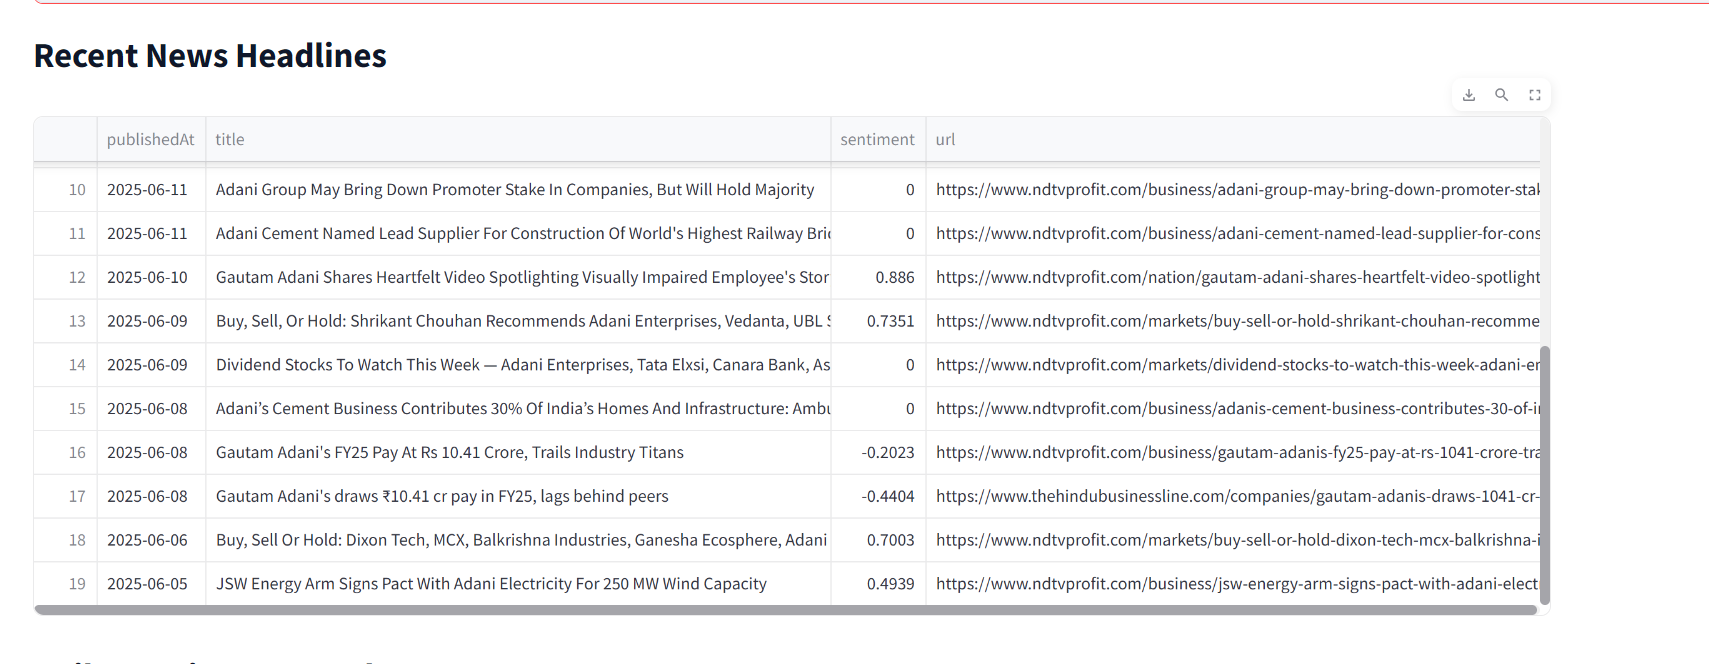 Recent News Headlines
publishedAt title sentiment url
10 2025-06-11 Adani Group May Bring Down Promoter Stake In Companies, But Will Hold Majority 0 https://www.ndtvprofit.com/business/adani-group-may-bring-down-promoter-stak
11 2025-06-11 Adani Cement Named Lead Supplier For Construction Of World's Highest Railway Bri 0 https://www.ndtvprofit.com/business/adani-cement-named-lead-supplier-for-cons
12 2025-06-10 Gautam Adani Shares Heartfelt Video Spotlighting Visually Impaired Employee's Stor 0.886 https://www.ndtvprofit.com/nation/gautam-adani-shares-heartfelt-video-spotlight
13 2025-06-09 Buy, Sell, Or Hold: Shrikant Chouhan Recommends Adani Enterprises, Vedanta, UBL 0.7351 https://www.ndtvprofit.com/markets/buy-sell-or-hold-shrikant-chouhan-recomme
14 2025-06-09 Dividend Stocks To Watch This Week — Adani Enterprises, Tata Elxsi, Canara Bank, As 0 https://www.ndtvprofit.com/markets/dividend-stocks-to-watch-this-week-adani-e
15 2025-06-08 Adani’s Cement Business Contributes 30% Of India’s Homes And Infrastructure: Ambu 0 https://www.ndtvprofit.com/business/adanis-cement-business-contributes-30-of-i
16 2025-06-08 Gautam Adani's FY25 Pay At Rs 10.41 Crore, Trails Industry Titans -0.2023 https://www.ndtvprofit.com/business/gautam-adanis-fy25-pay-at-rs-1041-crore-tra
17 2025-06-08 Gautam Adani's draws ₹10.41 cr pay in FY25, lags behind peers -0.4404 https://www.thehindubusinessline.com/companies/gautam-adanis-draws-1041-cr-
18 2025-06-06 Buy, Sell Or Hold: Dixon Tech, MCX, Balkrishna Industries, Ganesha Ecosphere, Adani 0.7003 https://www.ndtvprofit.com/markets/buy-sell-or-hold-dixon-tech-mcx-balkrishna-i
19 2025-06-05 JSW Energy Arm Signs Pact With Adani Electricity For 250 MW Wind Capacity 0.4939 https://www.ndtvprofit.com/business/jsw-energy-arm-signs-pact-with-adani-elect